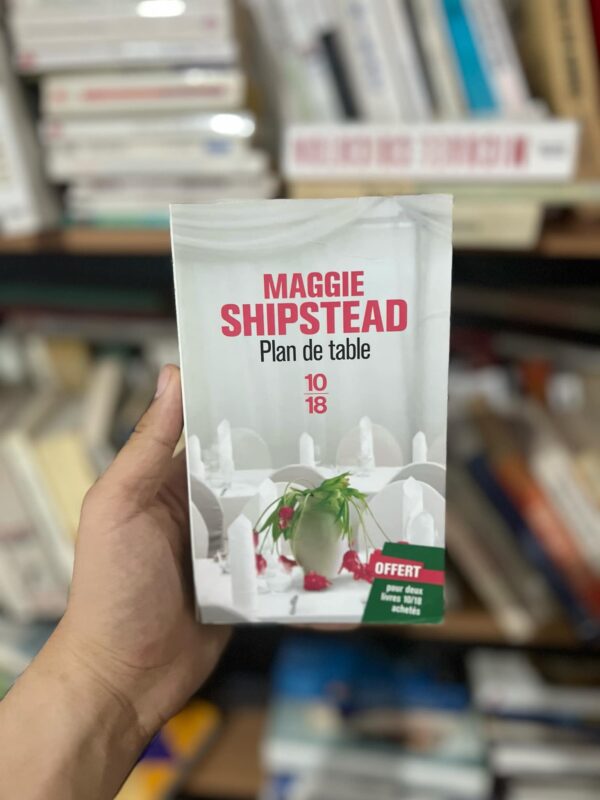 MAGGIE
SHIPSTEAD
Plan de table
10
18
OFFERT
pour deux
livres 10/18
achetés